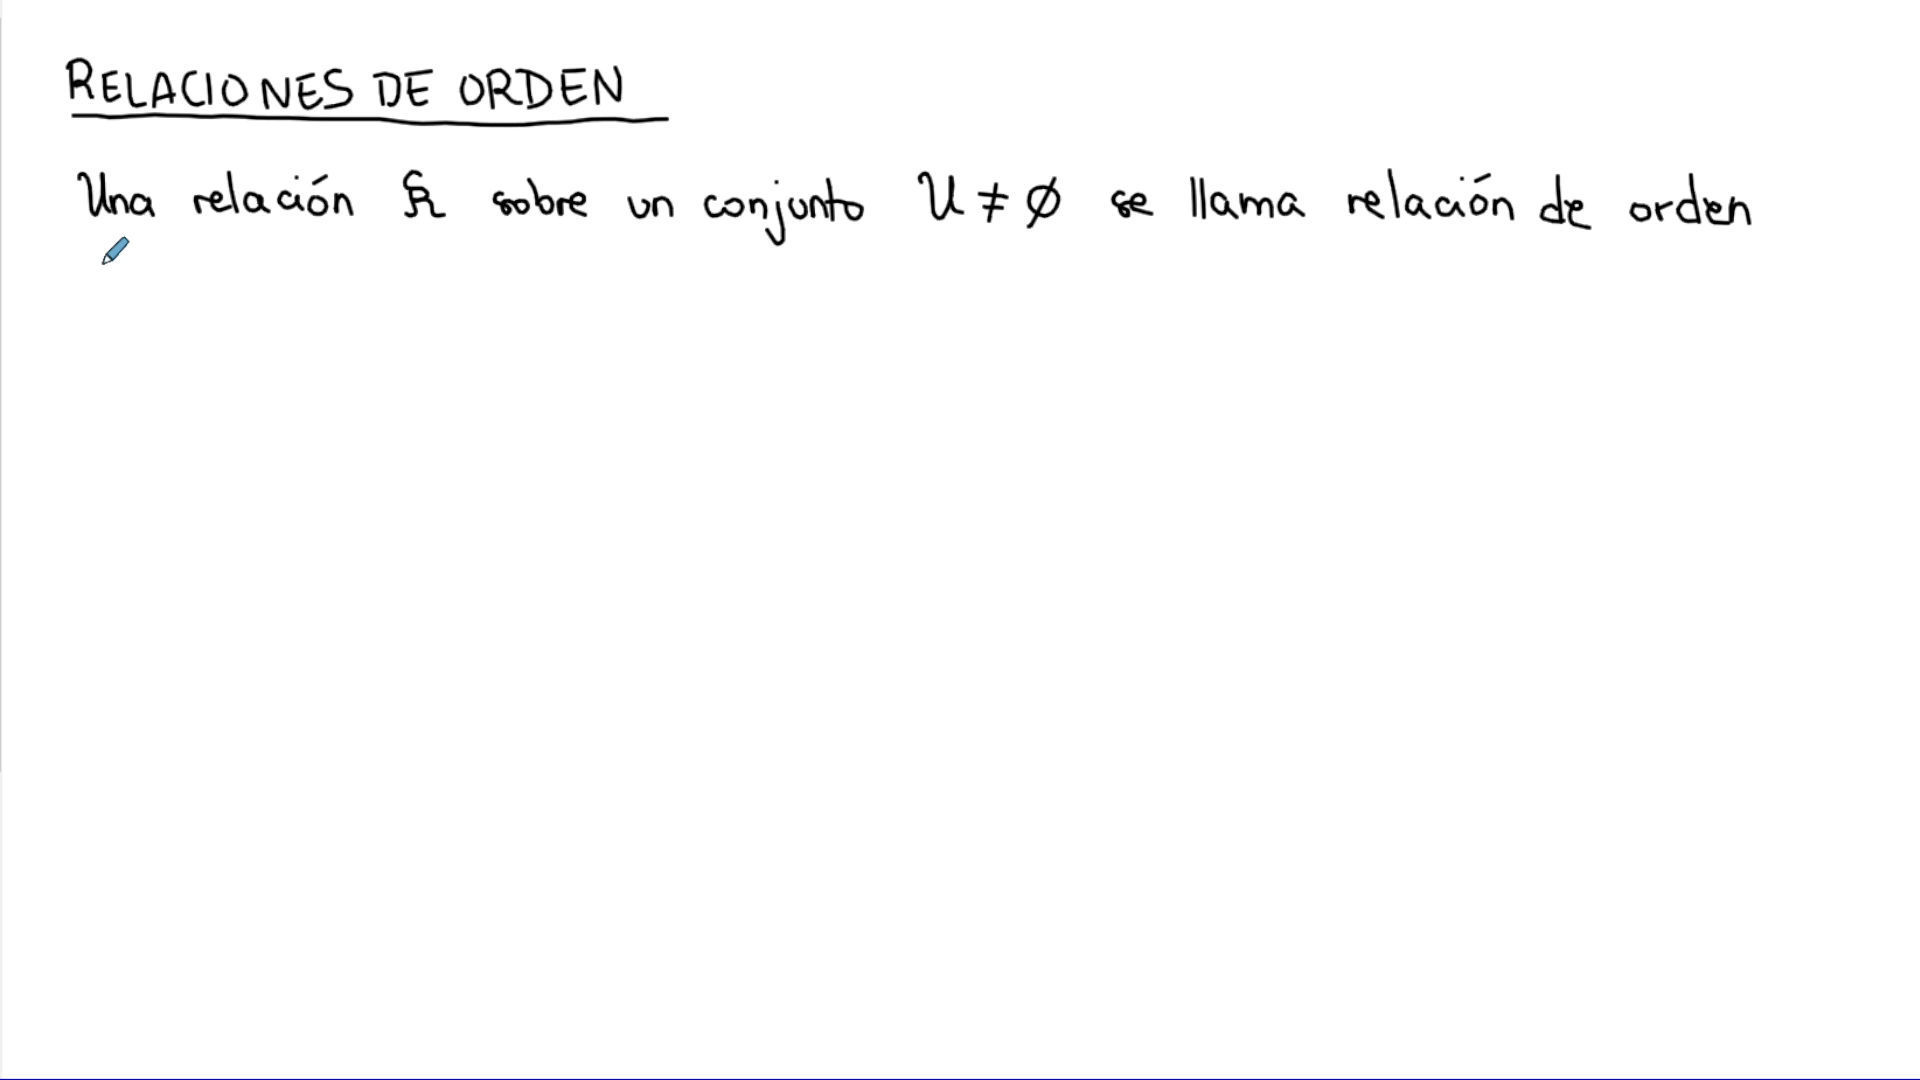 RELACIONES DE ORDEN
Una relación ℛ sobre un conjunto U ≠ ∅ se llama relación de orden